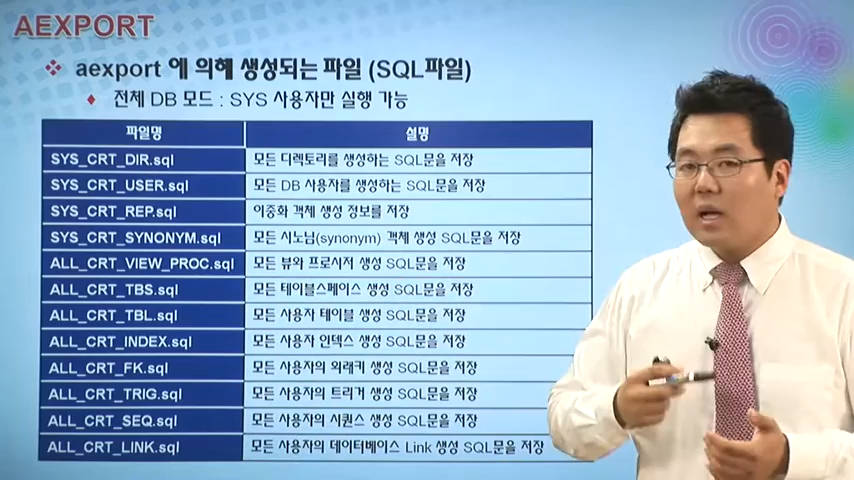 AEXPORT
aexport 에 의해 생성되는 파일 (SQL파일)
전체 DB 모드 : SYS 사용자만 실행 가능
파일명 설명
SYS_CRT_DIR.sql 모든 디렉토리를 생성하는 SQL문을 저장
SYS_CRT_USER.sql 모든 DB 사용자를 생성하는 SQL문을 저장
SYS_CRT_REP.sql 이중화 객체 생성 정보를 저장
SYS_CRT_SYNONYM.sql 모든 시노님(synonym) 객체 생성 SQL문을 저장
ALL_CRT_VIEW_PROC.sql 모든 뷰와 프로시저 생성 SQL문을 저장
ALL_CRT_TBS.sql 모든 테이블스페이스 생성 SQL문을 저장
ALL_CRT_TBL.sql 모든 사용자 테이블 생성 SQL문을 저장
ALL_CRT_INDEX.sql 모든 사용자 인덱스 생성 SQL문을 저장
ALL_CRT_FK.sql 모든 사용자의 외래키 생성 SQL문을 저장
ALL_CRT_TRIG.sql 모든 사용자의 트리거 생성 SQL문을 저장
ALL_CRT_SEQ.sql 모든 사용자의 시퀀스 생성 SQL문을 저장
ALL_CRT_LINK.sql 모든 사용자의 데이터베이스 Link 생성 SQL문을 저장